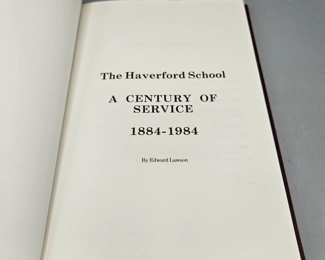 The Haverford School
A CENTURY OF
SERVICE
1884-1984
By Edward Lawson